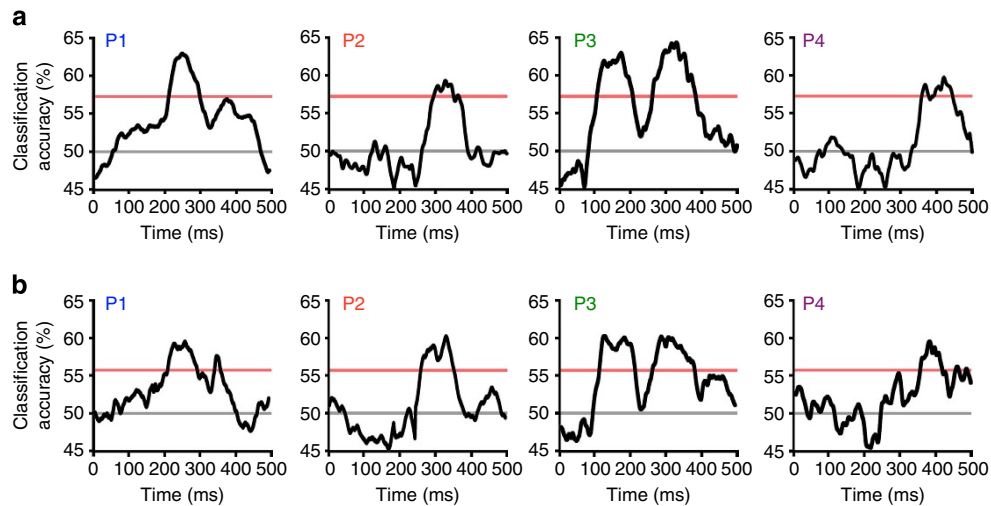 a
P1 P2 P3 P4
Classification
accuracy (%)
65 65 65 65
60 60 60 60
55 55 55 55
50 50 50 50
45 45 45 45
0 100 200 300 400 500 0 100 200 300 400 500 0 100 200 300 400 500 0 100 200 300 400 500
Time (ms) Time (ms) Time (ms) Time (ms)
b
P1 P2 P3 P4
Classification
accuracy (%)
65 65 65 65
60 60 60 60
55 55 55 55
50 50 50 50
45 45 45 45
0 100 200 300 400 500 0 100 200 300 400 500 0 100 200 300 400 500 0 100 200 300 400 500
Time (ms) Time (ms) Time (ms) Time (ms)